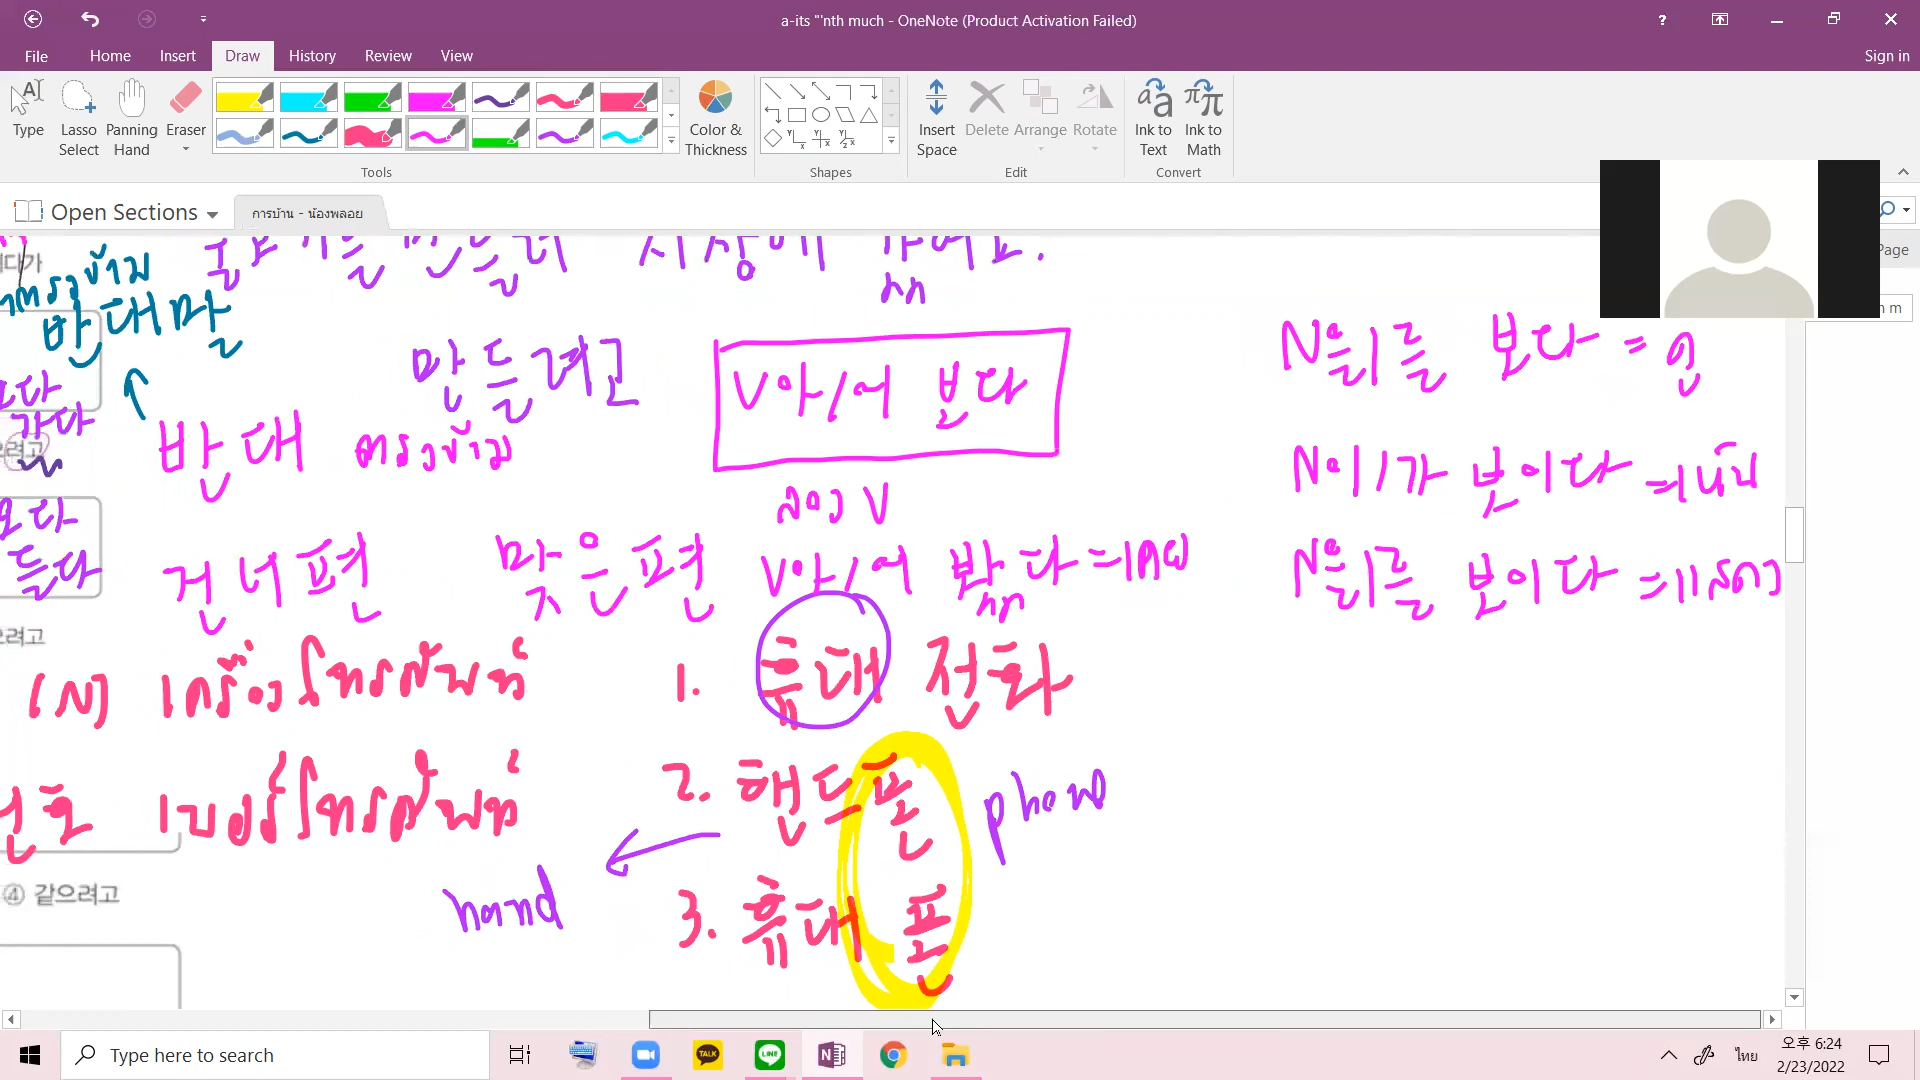 a-its "'nth much - OneNote (Product Activation Failed)
File Home Insert Draw History Review View
Sign in
Type
Lasso Select
Panning Hand
Eraser
Color & Thickness
Insert Space
Delete
Arrange
Rotate
Ink to Text
Ink to Math
Tools
Shapes
Edit
Convert
Open Sections
การบ้าน - น้องพลอย
Page
ตรงข้าม
반대말
만들려고
V아/어 보다
N을/를 보다 = ดู
반대 ตรงข้าม
ลอง V
N이/가 보이다 = เห็น
건너편 맞은편 V아/어 봤다 = เคย
N을/를 보이다 = แสดง
(N) เครื่องโทรศัพท์
1. 휴대 전화
เบอร์โทรศัพท์
2. 핸드폰 phone
hand
3. 휴대폰
④ 같으려고
Type here to search
TALK
LINE
ไทย
오후 6:24
2/23/2022